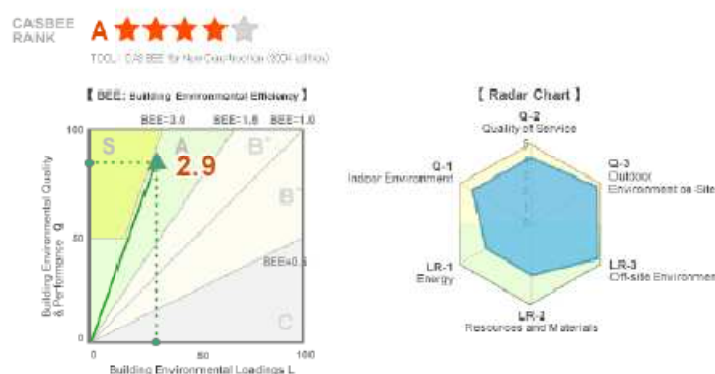 CASBEE
RANK
A
TOOL: CASBEE for New Construction (2004 edition)
【 BEE: Building Environmental Efficiency 】
BEE=3.0 BEE=1.5 BEE=1.0
100
S A B+
2.9
B-
50
BEE=0.5
C
0
0 50 100
Building Environmental Quality
& Performance Q
Building Environmental Loadings L
【 Radar Chart 】
Q-2
Quality of Service
5
Q-1
Indoor Environment
Q-3
Outdoor
Environment on-Site
LR-1
Energy
LR-3
Off-site Environment
LR-2
Resources and Materials